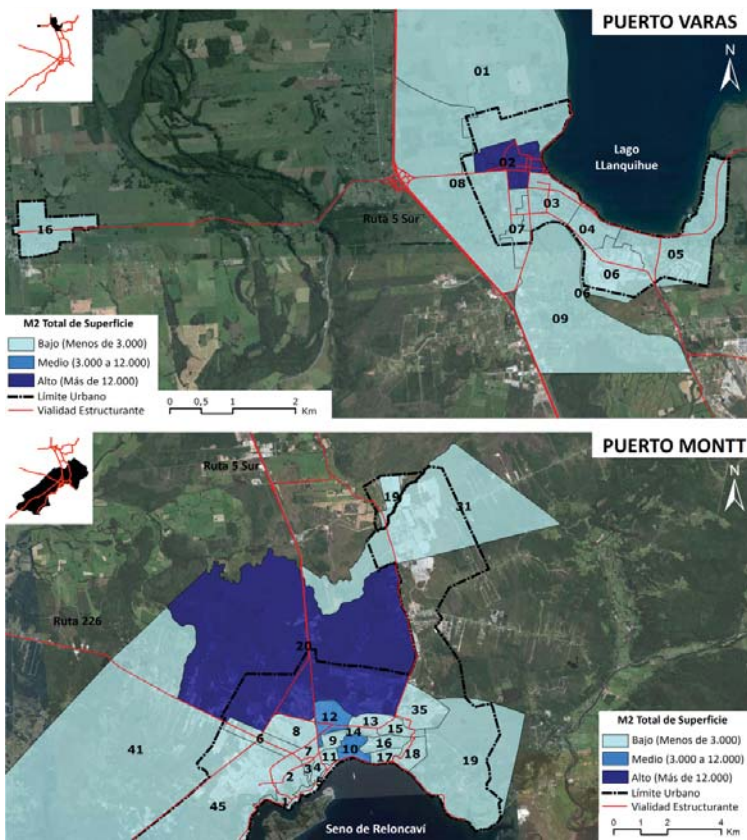 PUERTO VARAS
N
01
Lago
LLanquihue
02
08
03
Ruta 5 Sur
16
07
04
05
06
06
09
M2 Total de Superficie
Bajo (Menos de 3.000)
Medio (3.000 a 12.000)
Alto (Más de 12.000)
Límite Urbano
Vialidad Estructurante
0 0,5 1 2
Km
PUERTO MONTT
Ruta 5 Sur
N
19
31
Ruta 226
20
41
6
8
12
13
35
14
15
9
7
10
16
11
17
18
19
2
3
4
5
1
45
Seno de Reloncaví
M2 Total de Superficie
Bajo (Menos de 3.000)
Medio (3.000 a 12.000)
Alto (Más de 12.000)
Límite Urbano
Vialidad Estructurante
0 1 2 4
Km